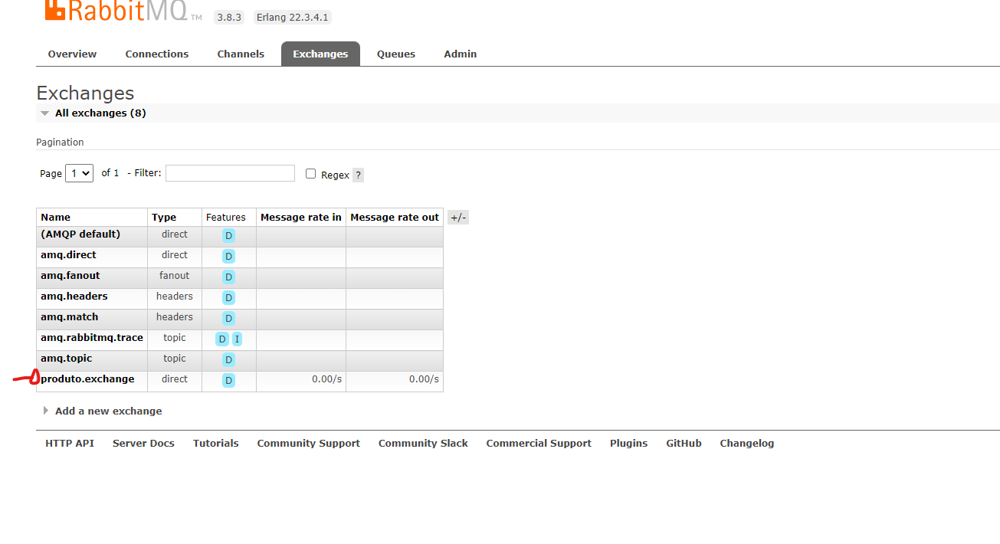 RabbitMQ TM 3.8.3 Erlang 22.3.4.1
Overview Connections Channels Exchanges Queues Admin
Exchanges
All exchanges (8)
Pagination
Page 1 of 1 - Filter: Regex ?
Name Type Features Message rate in Message rate out +/-
(AMQP default) direct D
amq.direct direct D
amq.fanout fanout D
amq.headers headers D
amq.match headers D
amq.rabbitmq.trace topic D I
amq.topic topic D
produto.exchange direct D 0.00/s 0.00/s
Add a new exchange
HTTP API Server Docs Tutorials Community Support Community Slack Commercial Support Plugins GitHub Changelog